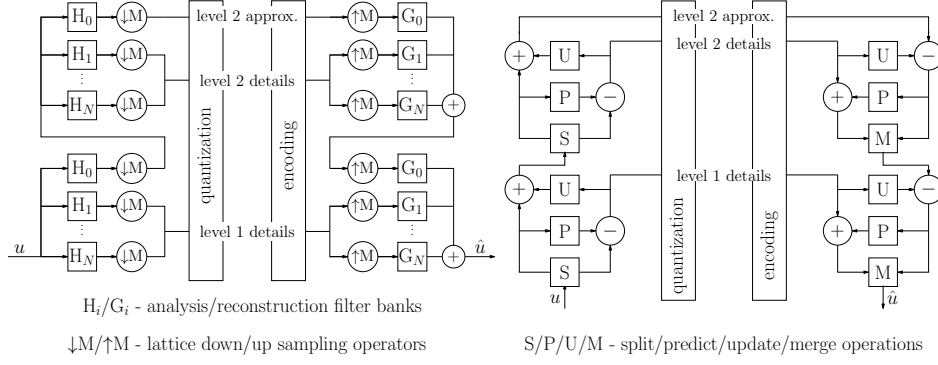 H0 ↓M level 2 approx. ↑M G0
H1 ↓M ↑M G1
level 2 details
HN ↓M ↑M GN +
H0 ↓M ↑M G0
H1 ↓M ↑M G1
level 1 details
u HN ↓M ↑M GN + û
quantization
encoding
Hi/Gi - analysis/reconstruction filter banks
↓M/↑M - lattice down/up sampling operators
level 2 approx.
level 2 details
+ U U −
P − + P
S M
level 1 details
+ U U −
P − + P
S M
u û
quantization
encoding
S/P/U/M - split/predict/update/merge operations